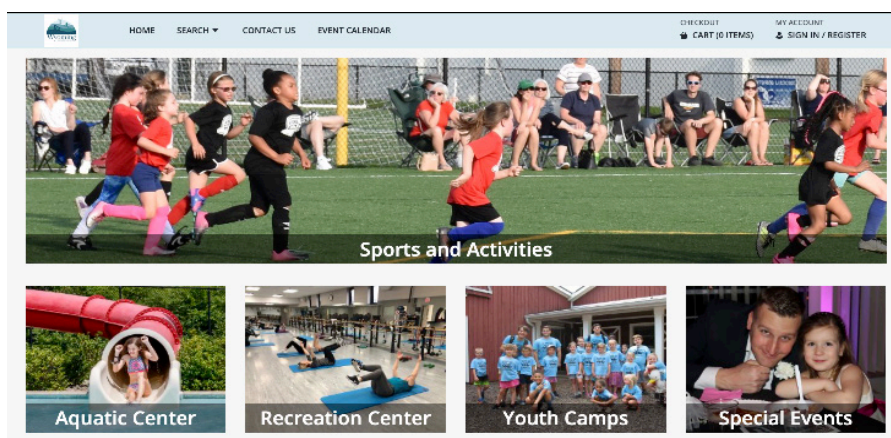 CHECKOUT
MY ACCOUNT
Wyoming
HOME
SEARCH
CONTACT US
EVENT CALENDAR
CART (0 ITEMS)
SIGN IN / REGISTER
Sports and Activities
Aquatic Center
Recreation Center
Youth Camps
Special Events